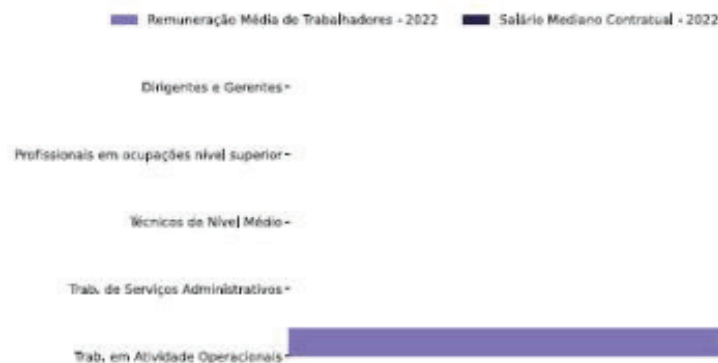 Remuneração Média de Trabalhadores - 2022 Salário Mediano Contratual - 2022
Dirigentes e Gerentes
Profissionais em ocupações nível superior
Técnicos de Nível Médio
Trab. de Serviços Administrativos
Trab. em Atividade Operacionais